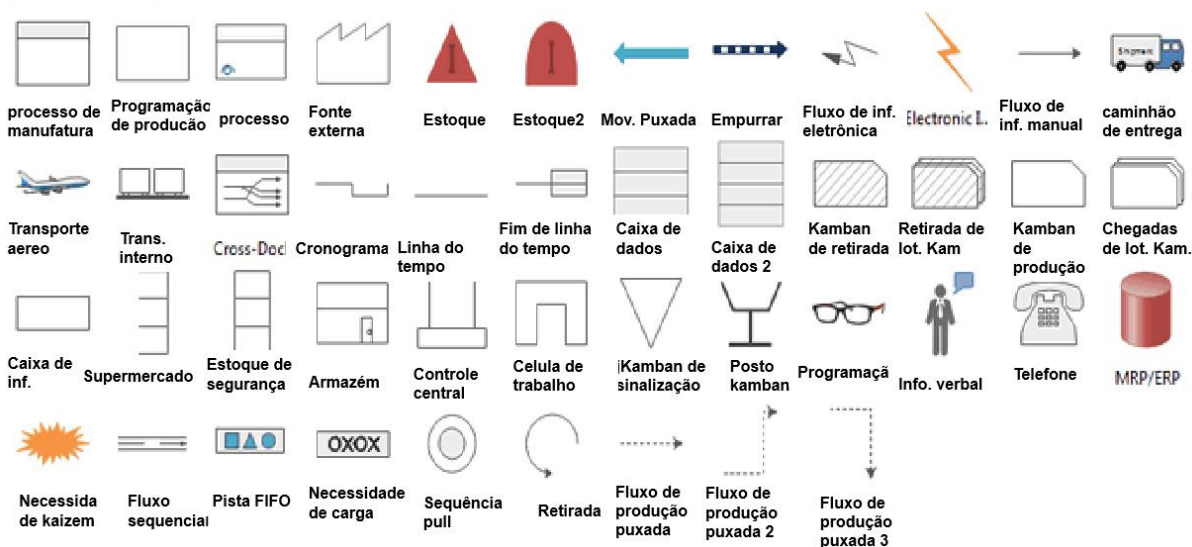 Shipment
processo de
manufatura
Programação
de producão
processo
Fonte
externa
Estoque
Estoque2
Mov. Puxada
Empurrar
Fluxo de inf.
eletrônica
Electronic I..
Fluxo de
inf. manual
caminhão
de entrega
Transporte
aereo
Trans.
interno
Cross-Doc
Cronograma
Linha do
tempo
Fim de linha
do tempo
Caixa de
dados
Caixa de
dados 2
Kamban
de retirada
Retirada de
lot. Kam
Kamban
de
produção
Chegadas
de lot. Kam.
Caixa de
inf.
Supermercado
Estoque de
segurança
Armazém
Controle
central
Celula de
trabalho
jKamban de
sinalização
Posto
kamban
Programaçã
Info. verbal
Telefone
MRP/ERP
OXOX
Necessida
de kaizem
Fluxo
sequencial
Pista FIFO
Necessidade
de carga
Sequência
pull
Retirada
Fluxo de
produção
puxada
Fluxo de
produção
puxada 2
Fluxo de
produção
puxada 3